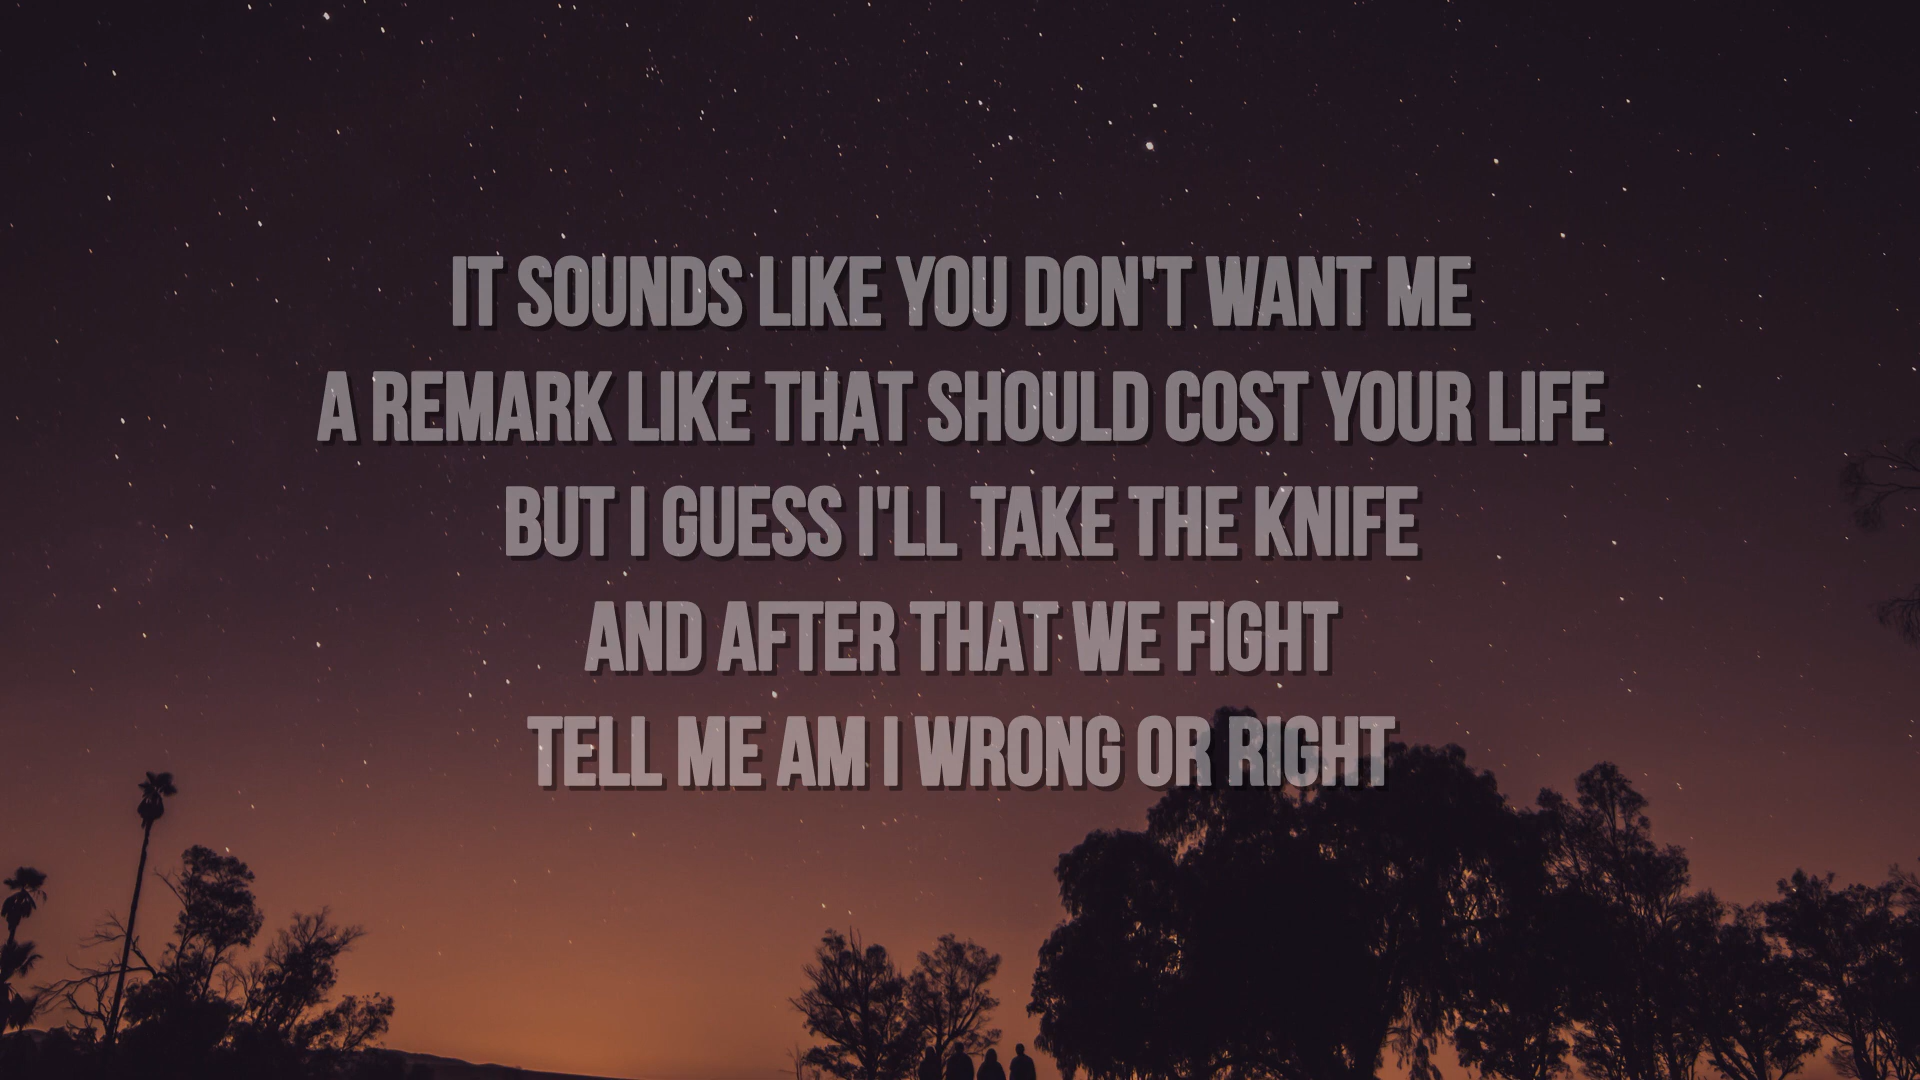 IT SOUNDS LIKE YOU DON'T WANT ME
A REMARK LIKE THAT SHOULD COST YOUR LIFE
BUT I GUESS I'LL TAKE THE KNIFE
AND AFTER THAT WE FIGHT
TELL ME AM I WRONG OR RIGHT